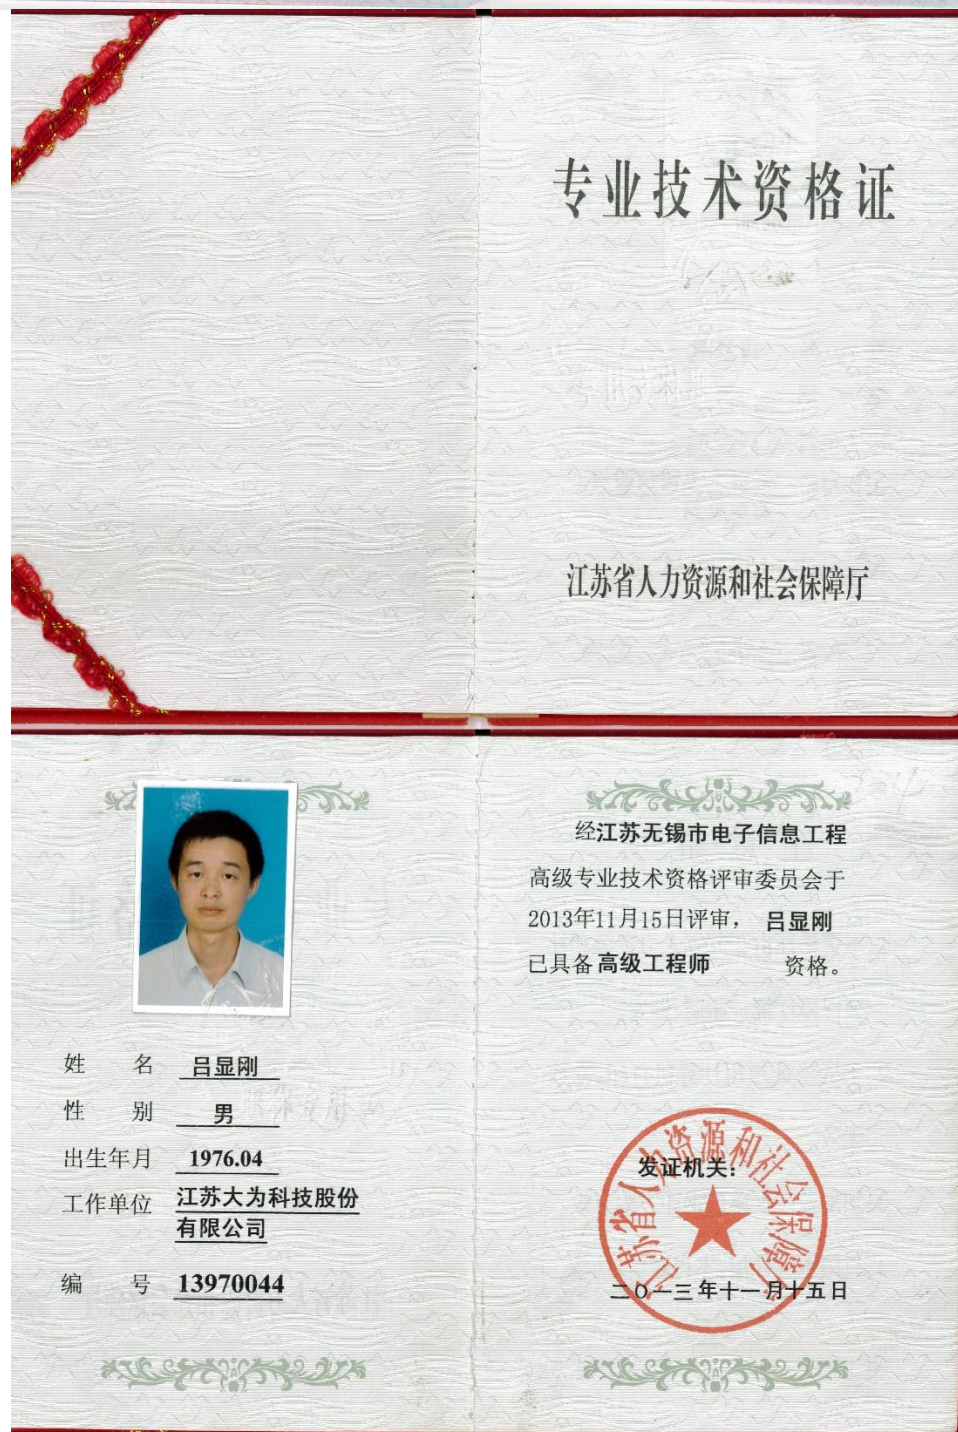 专业技术资格证
江苏省人力资源和社会保障厅
姓 名 吕显刚
性 别 男
出生年月 1976.04
工作单位 江苏大为科技股份
有限公司
编 号 13970044
经江苏无锡市电子信息工程
高级专业技术资格评审委员会于
2013年11月15日评审， 吕显刚
已具备高级工程师 资格。
江苏省人力资源和社会保障厅
发证机关：
二〇一三年十一月十五日